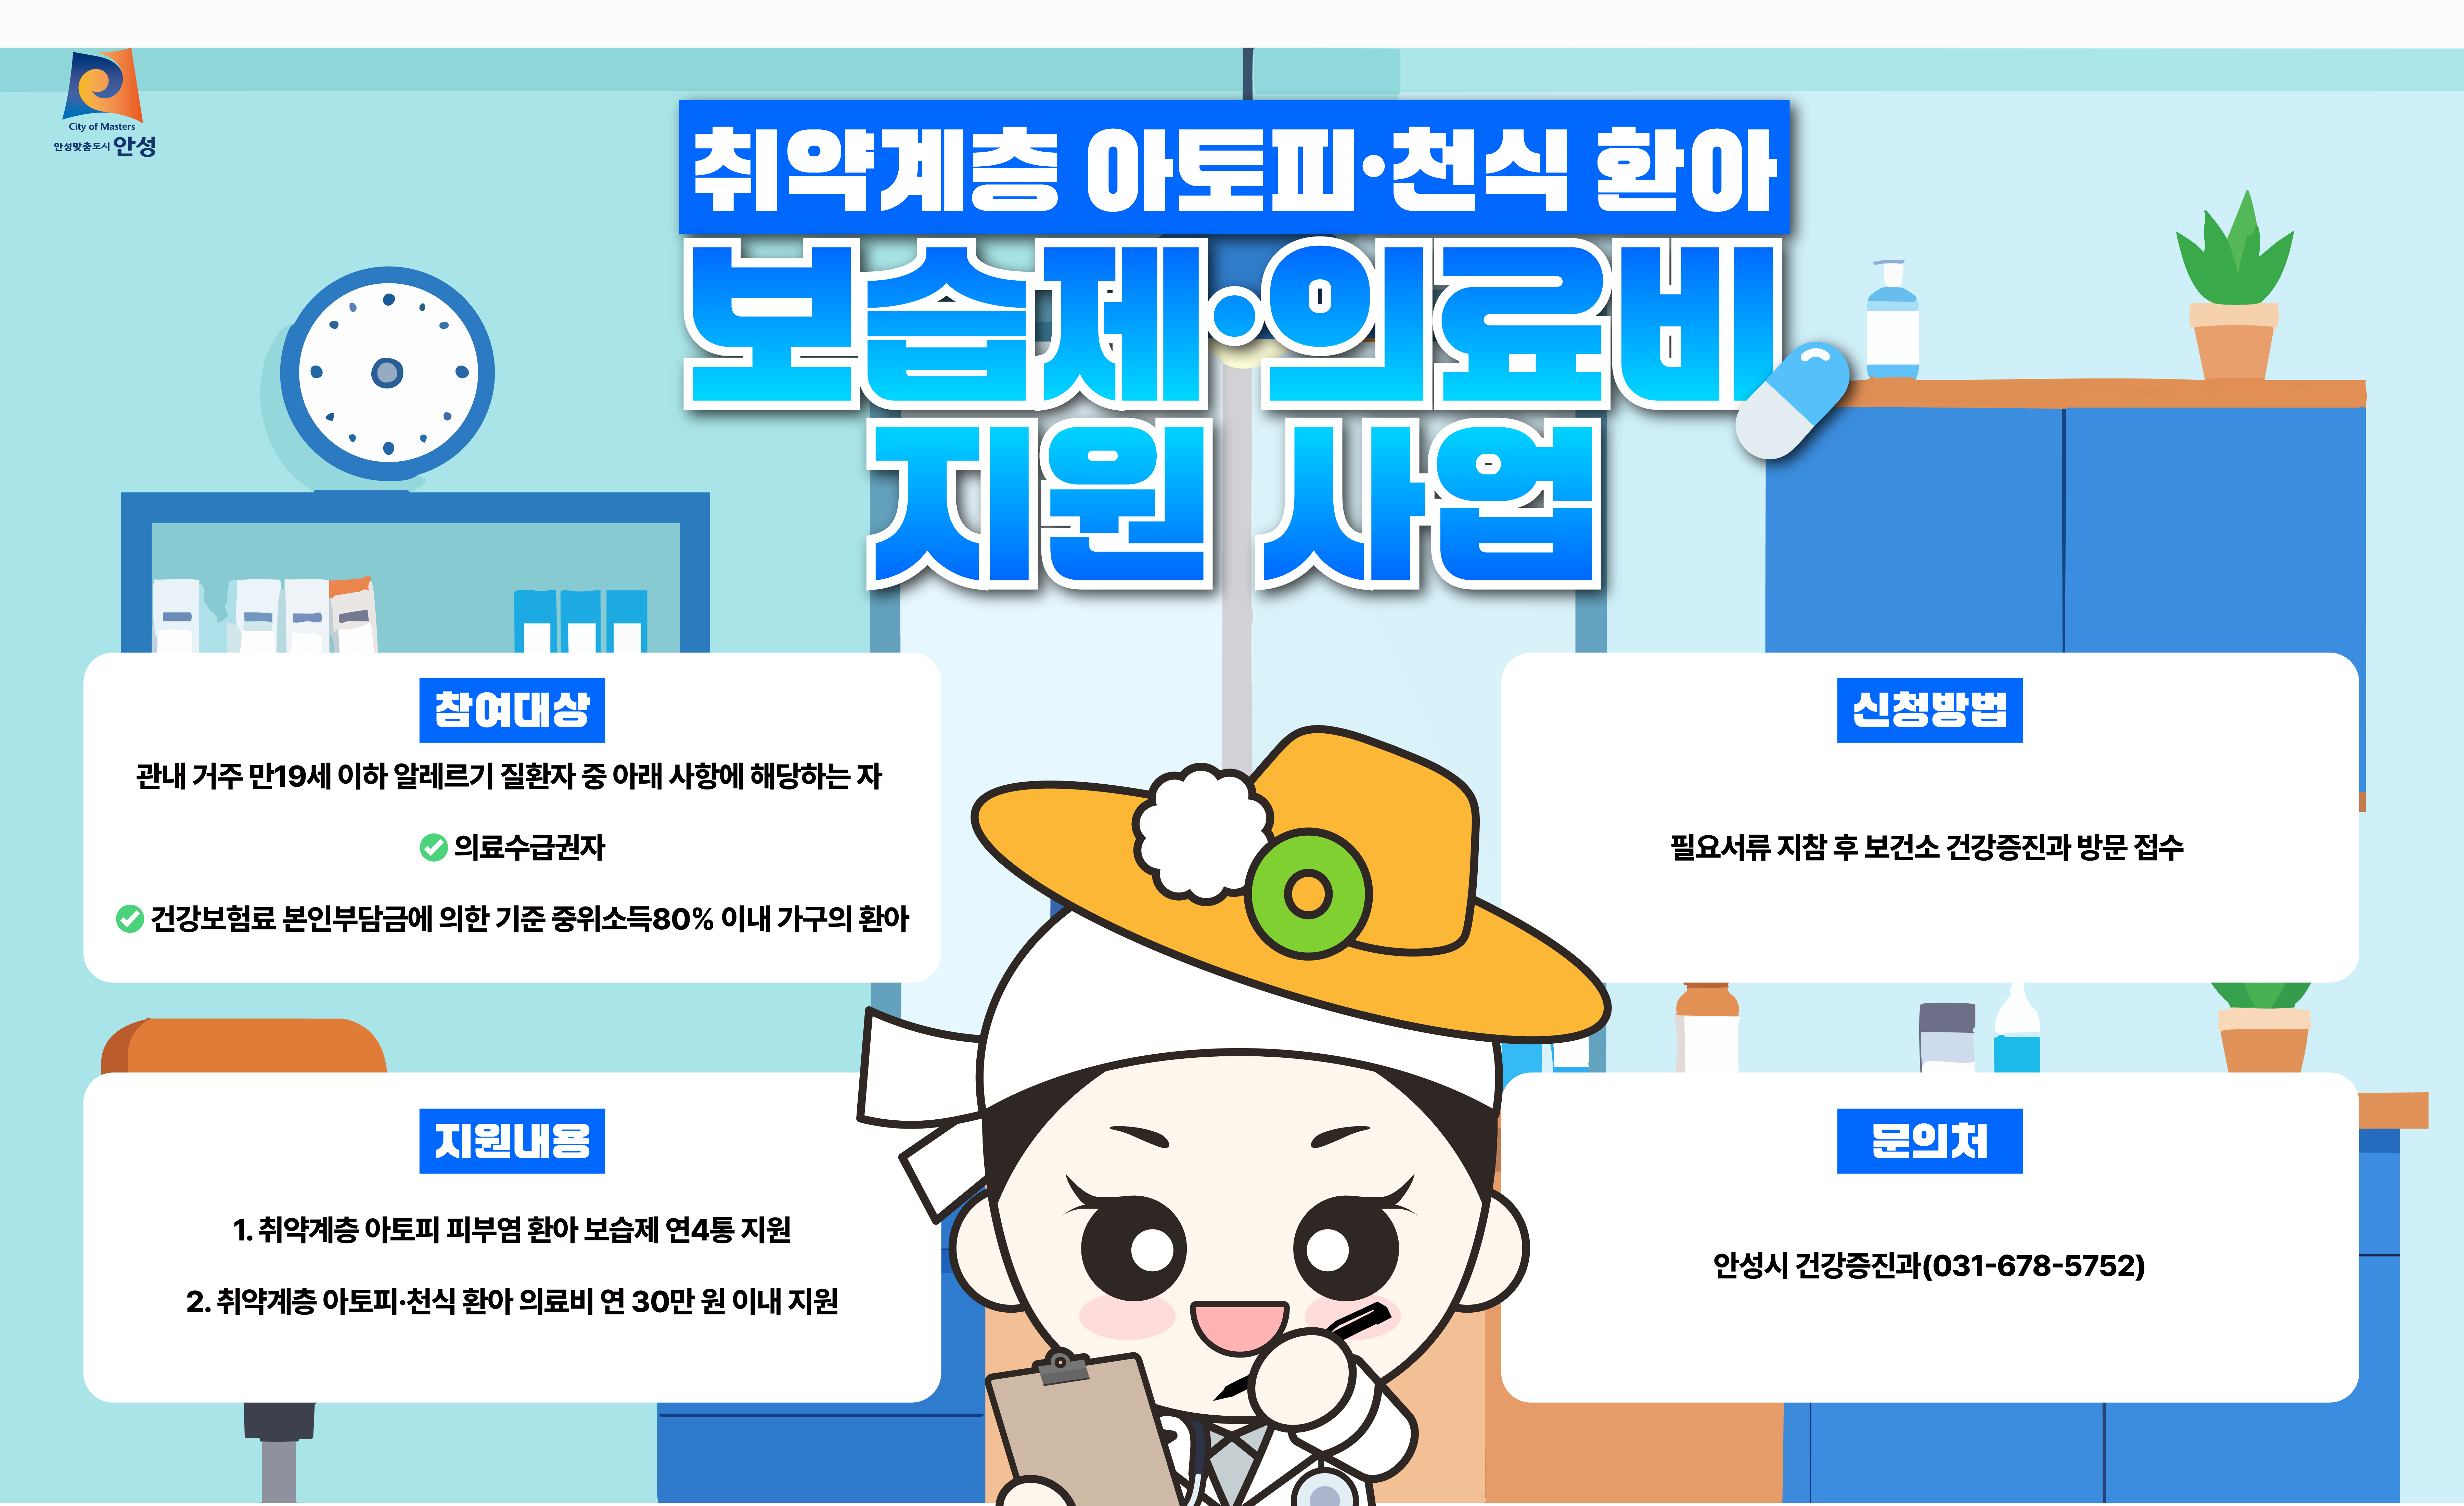 City of Masters
안성맞춤도시 안성
취약계층 아토피·천식 환아
보습제·의료비
지원 사업
참여대상
관내 거주 만19세 이하 알레르기 질환자 중 아래 사항에 해당하는 자
의료수급권자
건강보험료 본인부담금에 의한 기준 중위소득80% 이내 가구의 환아
신청방법
필요서류 지참 후 보건소 건강증진과 방문 접수
지원내용
1. 취약계층 아토피 피부염 환아 보습제 연4통 지원
2. 취약계층 아토피·천식 환아 의료비 연 30만 원 이내 지원
문의처
안성시 건강증진과(031-678-5752)